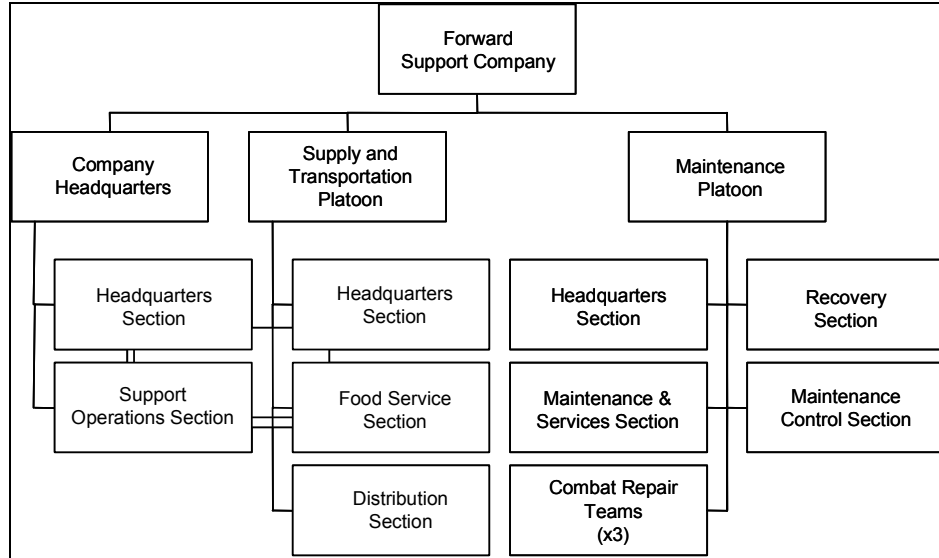 Forward
Support Company
Company
Headquarters
Supply and
Transportation
Platoon
Maintenance
Platoon
Headquarters
Section
Headquarters
Section
Headquarters
Section
Recovery
Section
Support
Operations Section
Food Service
Section
Maintenance &
Services Section
Maintenance
Control Section
Distribution
Section
Combat Repair
Teams
(x3)